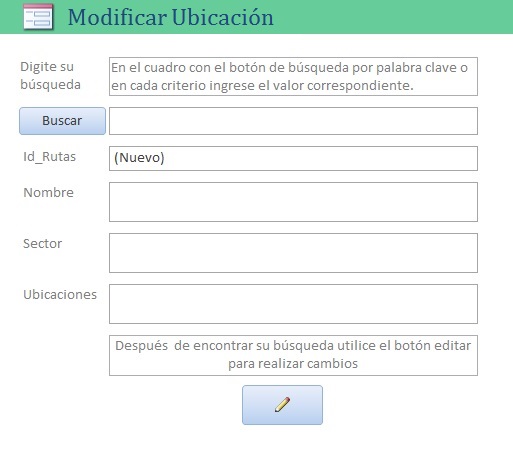 Modificar Ubicación
Digite su
búsqueda
En el cuadro con el botón de búsqueda por palabra clave o
en cada criterio ingrese el valor correspondiente.
Buscar
Id_Rutas
(Nuevo)
Nombre
Sector
Ubicaciones
Después  de encontrar su búsqueda utilice el botón editar
para realizar cambios